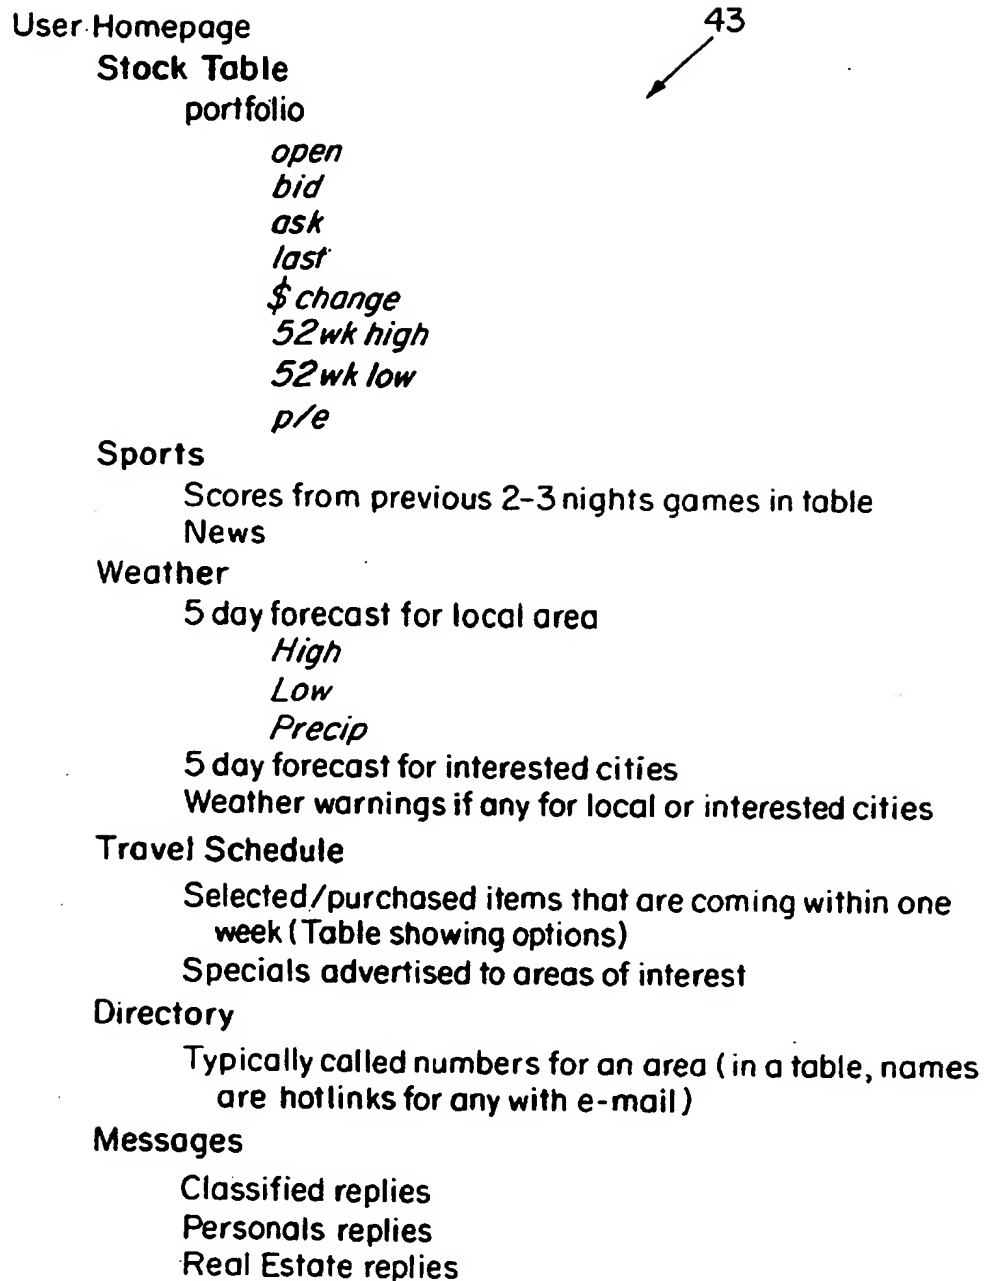 User Homepage
43
Stock Table
portfolio
open
bid
ask
last
$ change
52wk high
52wk low
p/e
Sports
Scores from previous 2-3 nights games in table
News
Weather
5 day forecast for local area
High
Low
Precip
5 day forecast for interested cities
Weather warnings if any for local or interested cities
Travel Schedule
Selected/purchased items that are coming within one
week (Table showing options)
Specials advertised to areas of interest
Directory
Typically called numbers for an area (in a table, names
are hotlinks for any with e-mail)
Messages
Classified replies
Personals replies
Real Estate replies